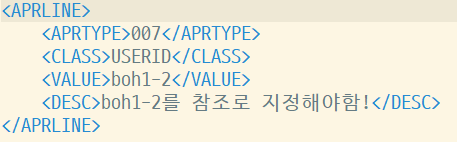 <APRLINE>
<APRTYPE>007</APRTYPE>
<CLASS>USERID</CLASS>
<VALUE>boh1-2</VALUE>
<DESC>boh1-2를 참조로 지정해야함!</DESC>
</APRLINE>